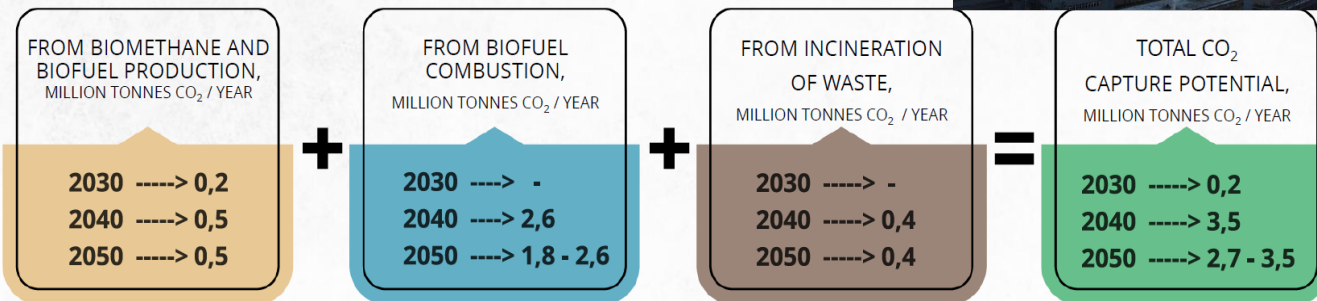 FROM BIOMETHANE AND
BIOFUEL PRODUCTION,
MILLION TONNES CO₂ / YEAR
2030 -----> 0,2
2040 -----> 0,5
2050 -----> 0,5
+
FROM BIOFUEL
COMBUSTION,
MILLION TONNES CO₂ / YEAR
2030 ----> -
2040 ----> 2,6
2050 ----> 1,8 - 2,6
+
FROM INCINERATION
OF WASTE,
MILLION TONNES CO₂ / YEAR
2030 -----> -
2040 -----> 0,4
2050 -----> 0,4
=
TOTAL CO₂
CAPTURE POTENTIAL,
MILLION TONNES CO₂ / YEAR
2030 -----> 0,2
2040 -----> 3,5
2050 -----> 2,7 - 3,5